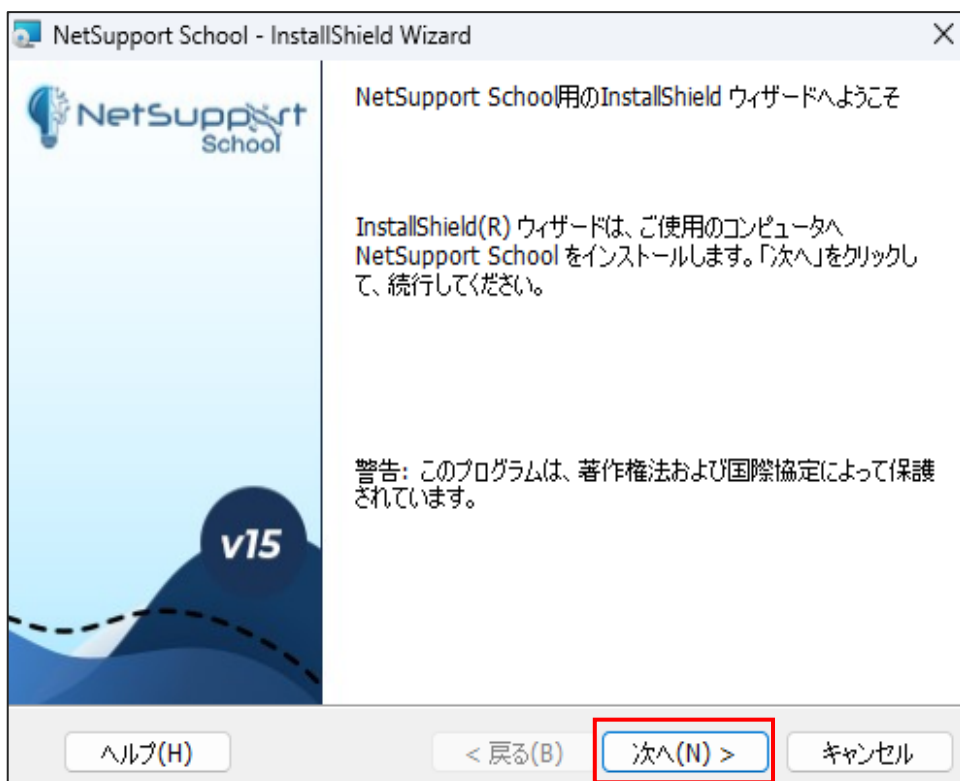 NetSupport School - InstallShield Wizard
NetSupport
School
NetSupport School用のInstallShield ウィザードへようこそ
InstallShield(R) ウィザードは、ご使用のコンピュータへ
NetSupport School をインストールします。「次へ」をクリックし
て、続行してください。
警告: このプログラムは、著作権法および国際協定によって保護
されています。
v15
ヘルプ(H)
< 戻る(B)
次へ(N) >
キャンセル